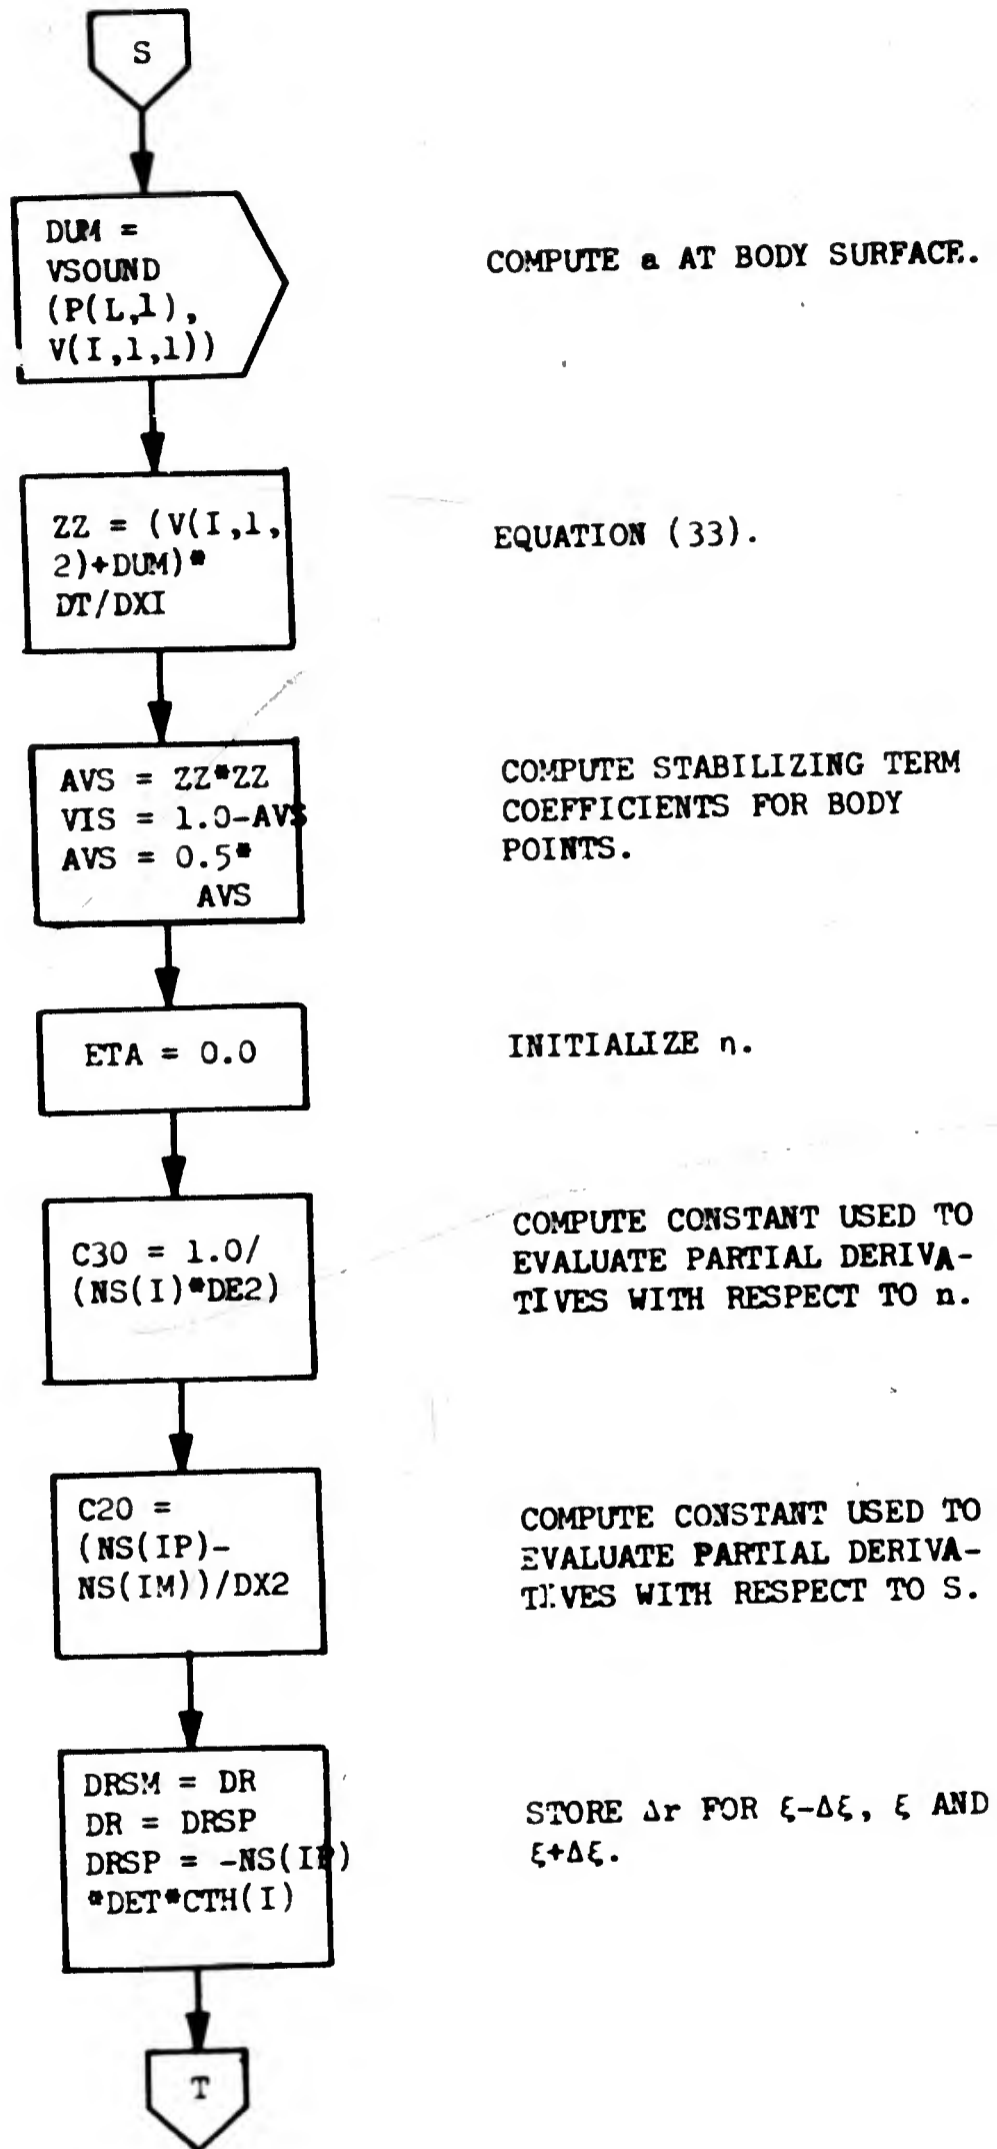 S
DUM =
VSOUND
(P(L,1),
V(I,1,1))
COMPUTE a AT BODY SURFACE.
ZZ = (V(I,1,
2)+DUM)*
DT/DXI
EQUATION (33).
AVS = ZZ*ZZ
VIS = 1.0-AVS
AVS = 0.5*
AVS
COMPUTE STABILIZING TERM
COEFFICIENTS FOR BODY
POINTS.
ETA = 0.0
INITIALIZE n.
C30 = 1.0/
(NS(I)*DE2)
COMPUTE CONSTANT USED TO
EVALUATE PARTIAL DERIVA-
TIVES WITH RESPECT TO n.
C20 =
(NS(IP)-
NS(IM))/DX2
COMPUTE CONSTANT USED TO
EVALUATE PARTIAL DERIVA-
TIVES WITH RESPECT TO S.
DRSM = DR
DR = DRSP
DRSP = -NS(IP)
*DET*CTH(I)
STORE Δr FOR ξ-Δξ, ξ AND
ξ+Δξ.
T